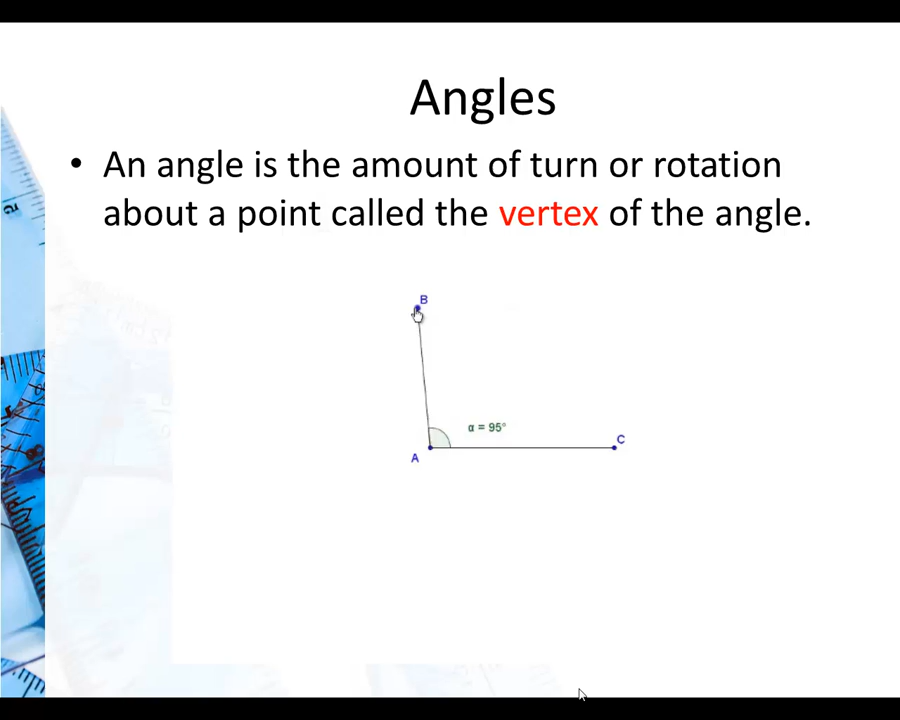 Angles
• An angle is the amount of turn or rotation
about a point called the vertex of the angle.
B
α = 95°
C
A